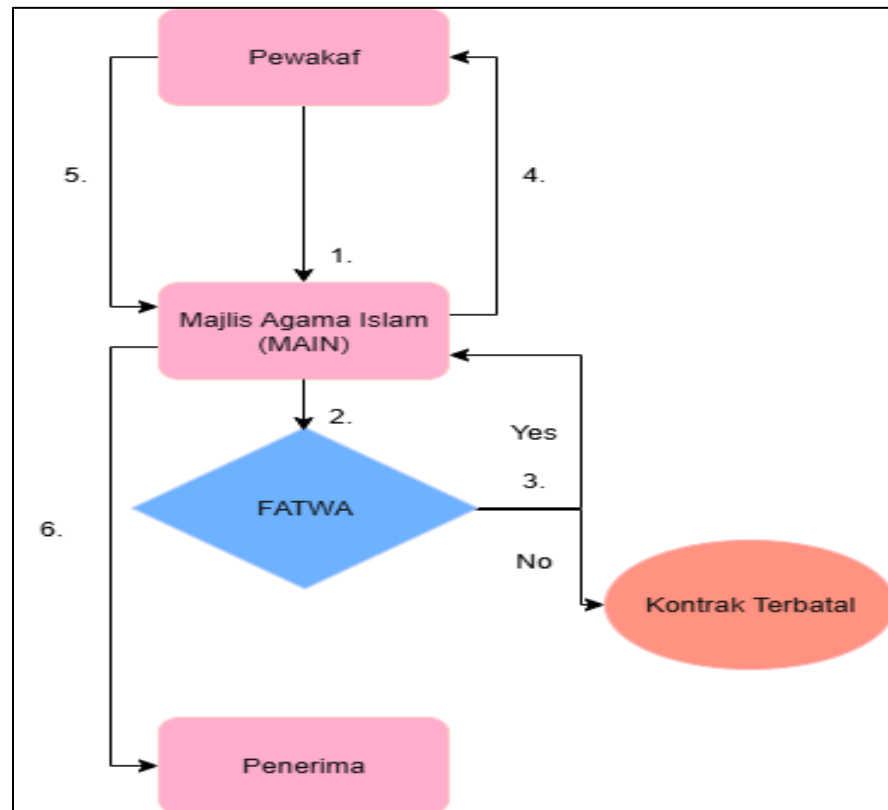 Pewakaf
5.
4.
1.
Majlis Agama Islam
(MAIN)
2.
Yes
3.
FATWA
6.
No
Kontrak Terbatal
Penerima